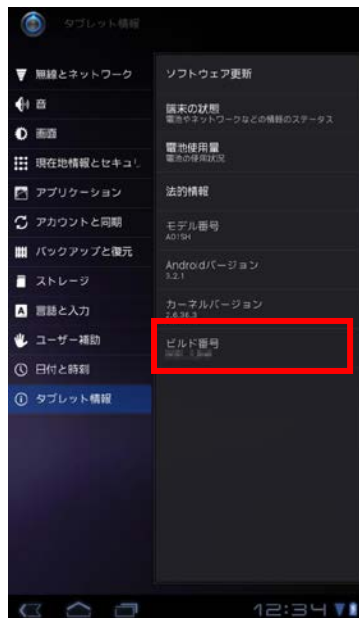 タブレット情報
無線とネットワーク
音
画面
現在地情報とセキュ
アプリケーション
アカウントと同期
バックアップと復元
ストレージ
言語と入力
ユーザー補助
日付と時刻
タブレット情報
ソフトウェア更新
端末の状態
電池やネットワークなどの情報のステータス
電池使用量
電池の使用状況
法的情報
モデル番号
A01SH
Androidバージョン
3.2.1
カーネルバージョン
2.6.36.3
ビルド番号
12:34